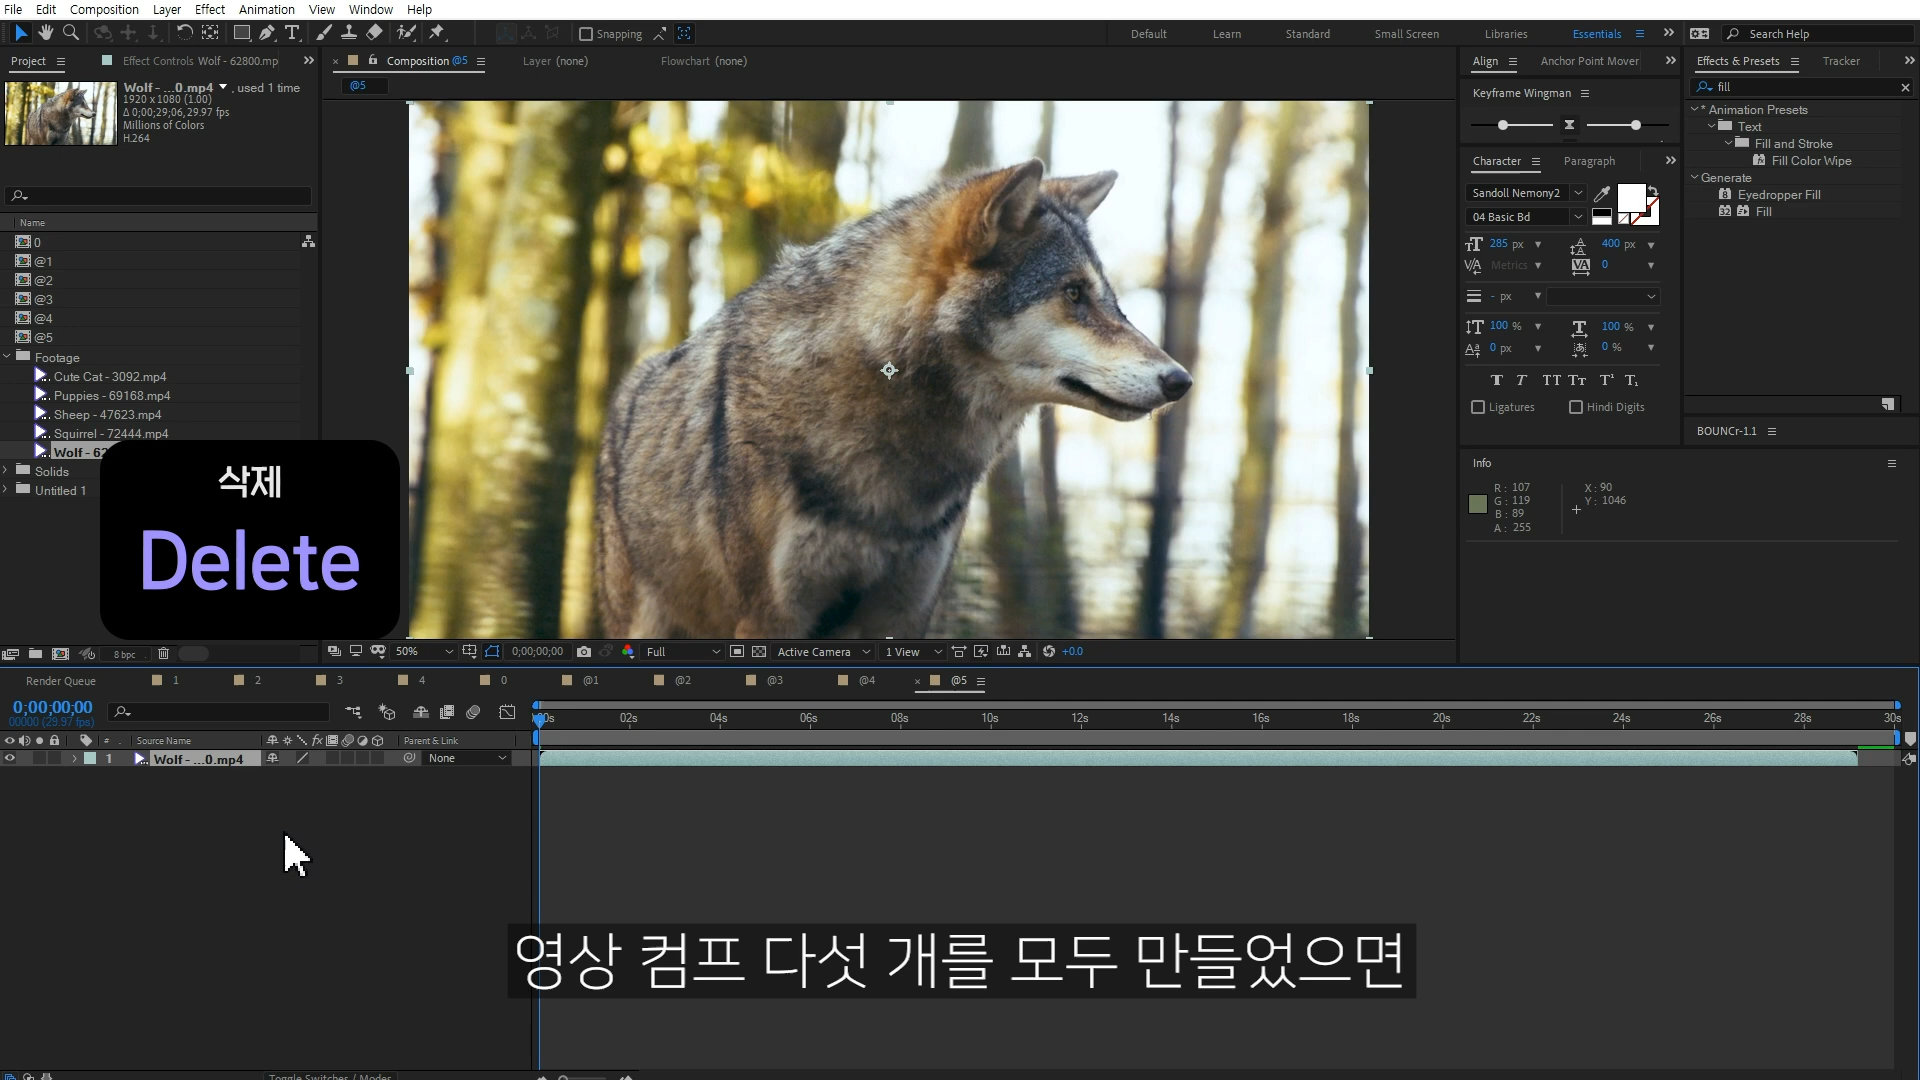 File Edit Composition Layer Effect Animation View Window Help
Snapping
Default Learn Standard Small Screen Libraries Essentials Search Help
Project Effect Controls Wolf - 62800.mp
Composition @5 Layer (none) Flowchart (none)
@5
Wolf - ...0.mp4 , used 1 time
1920 x 1080 (1.00)
Δ 0;00;29;06, 29.97 fps
Millions of Colors
H.264
Name
0
@1
@2
@3
@4
@5
Footage
Cute Cat - 3092.mp4
Puppies - 69168.mp4
Sheep - 47623.mp4
Squirrel - 72444.mp4
Wolf - 62
Solids
Untitled 1
삭제
Delete
8 bpc
50% 0;00;00;00 Full Active Camera 1 View +0.0
Align Anchor Point Mover
Keyframe Wingman
Character Paragraph
Sandoll Nemony2
04 Basic Bd
285 px 400 px
Metrics 0
- px
100 % 100 %
0 px 0 %
T T TT Tt T¹ T₁
Ligatures Hindi Digits
Effects & Presets Tracker
fill
* Animation Presets
Text
Fill and Stroke
Fill Color Wipe
Generate
Eyedropper Fill
Fill
BOUNCr-1.1
Info
R : 107 X : 90
G : 119 Y : 1046
B : 89
A : 255
Render Queue 1 2 3 4 0 @1 @2 @3 @4 @5
0;00;00;00
00000 (29.97 fps)
02s 04s 06s 08s 10s 12s 14s 16s 18s 20s 22s 24s 26s 28s 30s
# Source Name fx Parent & Link
1 Wolf - ...0.mp4 None
영상 컴프 다섯 개를 모두 만들었으면
Toggle Switches / Modes